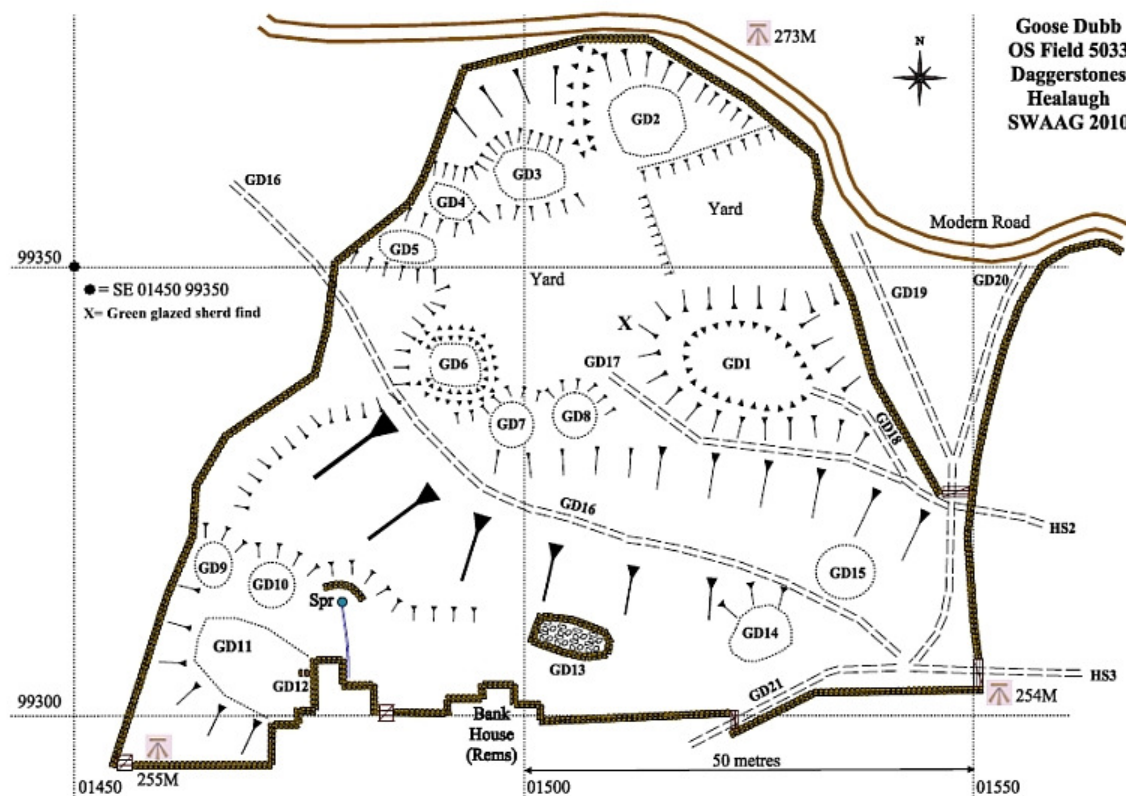 Goose Dubb
OS Field 5033
Daggerstones
Healaugh
SWAAG 2010
273M
N
GD2
GD3
GD16
GD4
Yard
Modern Road
GD5
99350
Yard
GD19
GD20
= SE 01450 99350
X= Green glazed sherd find
X
GD17
GD1
GD6
GD7
GD8
GD18
GD16
HS2
GD9
GD10
GD15
Spr
GD11
GD14
GD13
GD12
HS3
GD21
254M
99300
Bank
House
(Rems)
50 metres
255M
01450
01500
01550